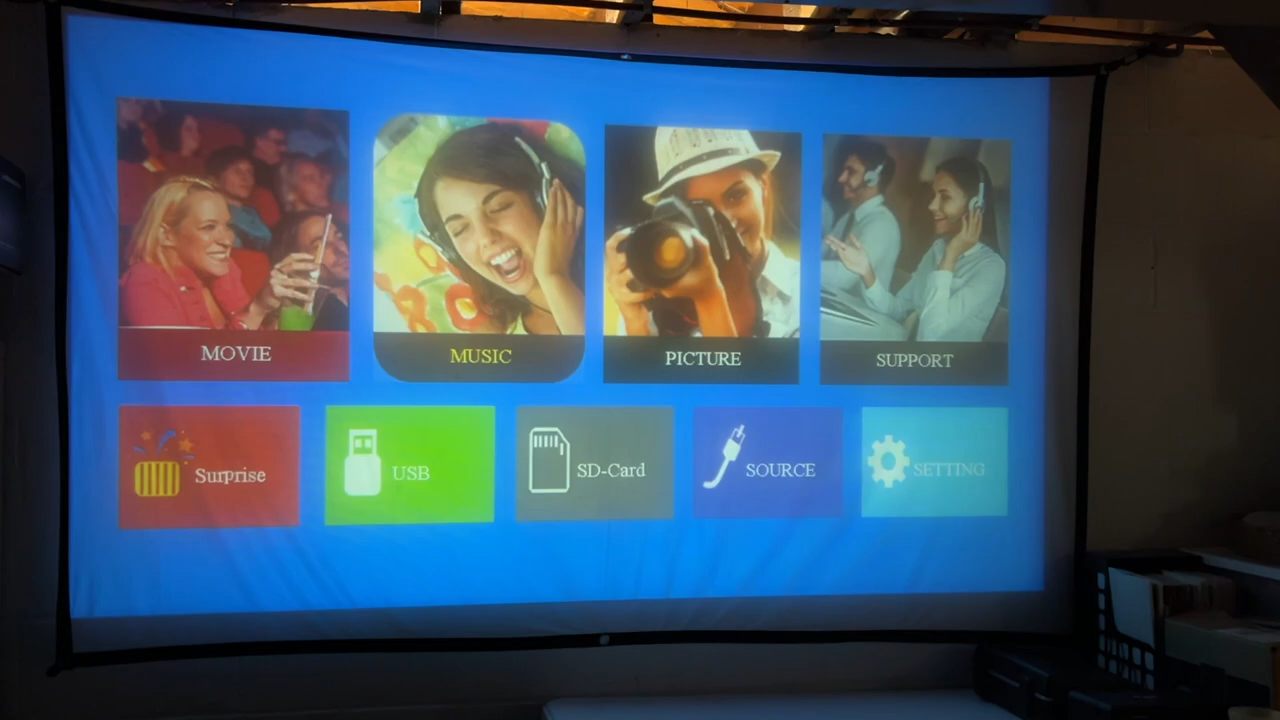 MOVIE
MUSIC
PICTURE
SUPPORT
Surprise
USB
SD-Card
SOURCE
SETTING